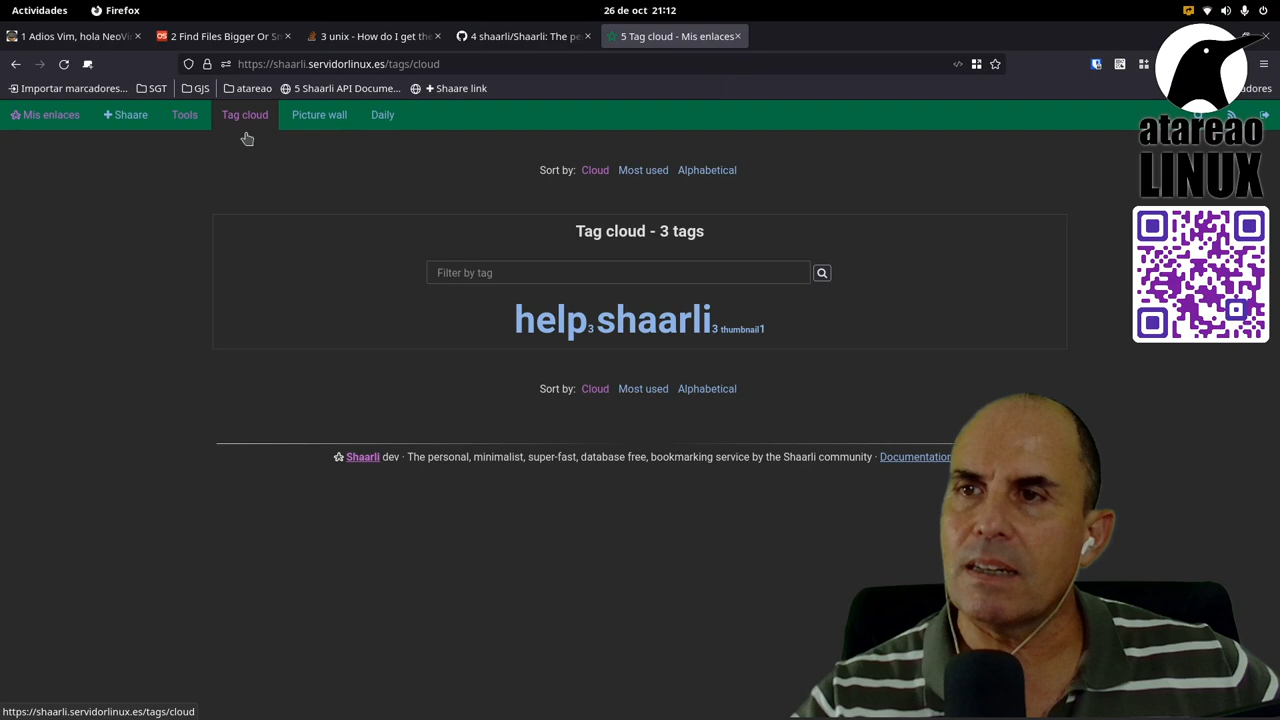 Actividades Firefox 26 de oct 21:12
1 Adios Vim, hola NeoVi 2 Find Files Bigger Or Sn 3 unix - How do I get the 4 shaarli/Shaarli: The pe 5 Tag cloud - Mis enlaces
https://shaarli.servidorlinux.es/tags/cloud
Importar marcadores... SGT GJS atareao 5 Shaarli API Docume... + Shaare link adores
Mis enlaces + Shaare Tools Tag cloud Picture wall Daily
atareao
LINUX
Sort by: Cloud Most used Alphabetical
Tag cloud - 3 tags
Filter by tag
help 3 shaarli 3 thumbnail 1
Sort by: Cloud Most used Alphabetical
Shaarli dev · The personal, minimalist, super-fast, database free, bookmarking service by the Shaarli community · Documentation
https://shaarli.servidorlinux.es/tags/cloud